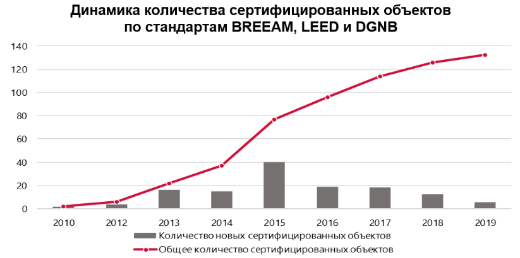 Динамика количества сертифицированных объектов
по стандартам BREEAM, LEED и DGNB
140
120
100
80
60
40
20
0
2010 2012 2013 2014 2015 2016 2017 2018 2019
Количество новых сертифицированных объектов
Общее количество сертифицированных объектов